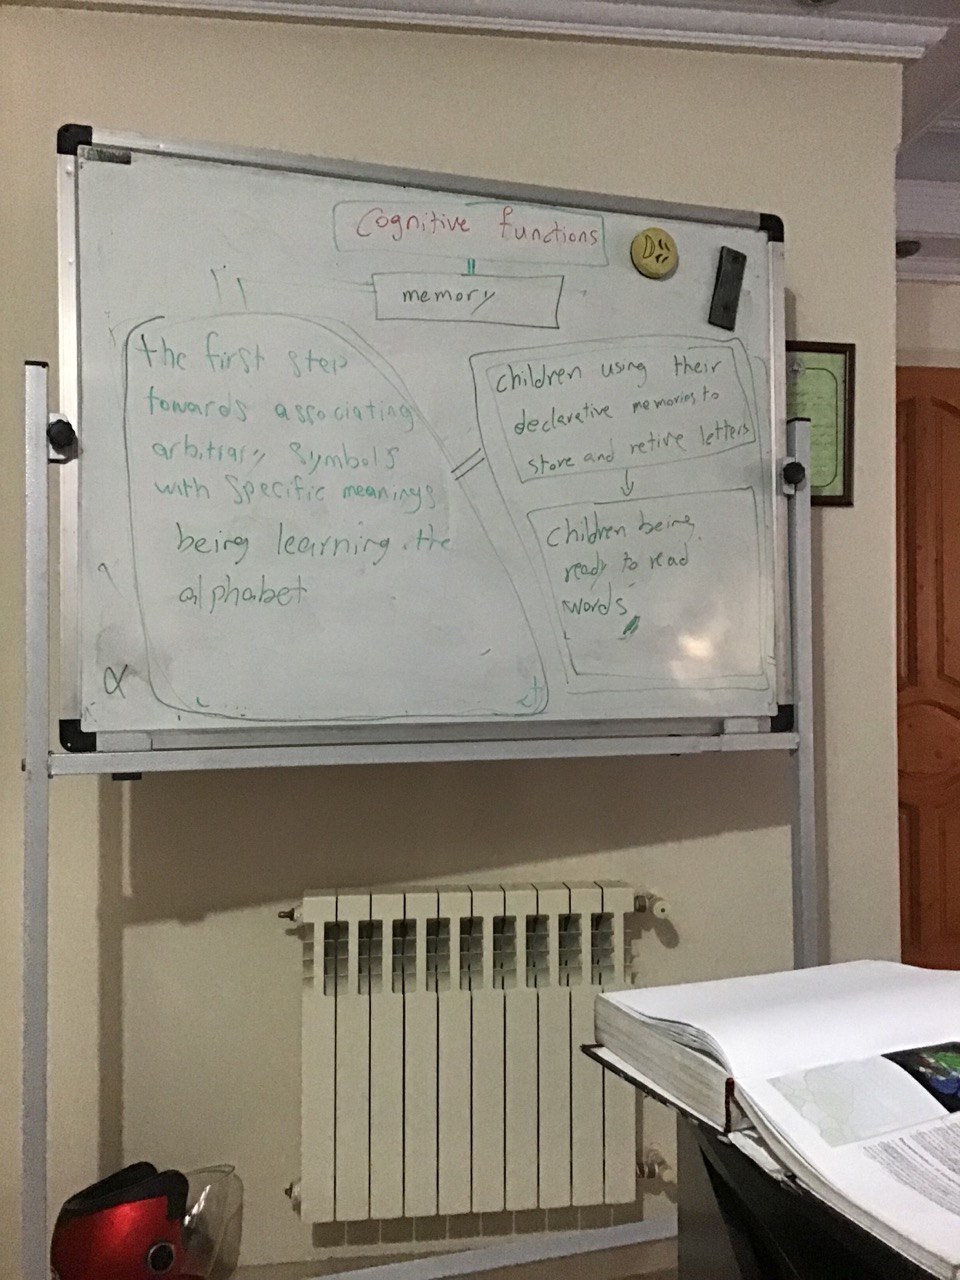 Cognitive functions
memory
the first step
towards associating
arbitrary symbols
with specific meanings
being learning the
alphabet
children using their
declarative memories to
store and retive letters
children being
ready to read
words
α